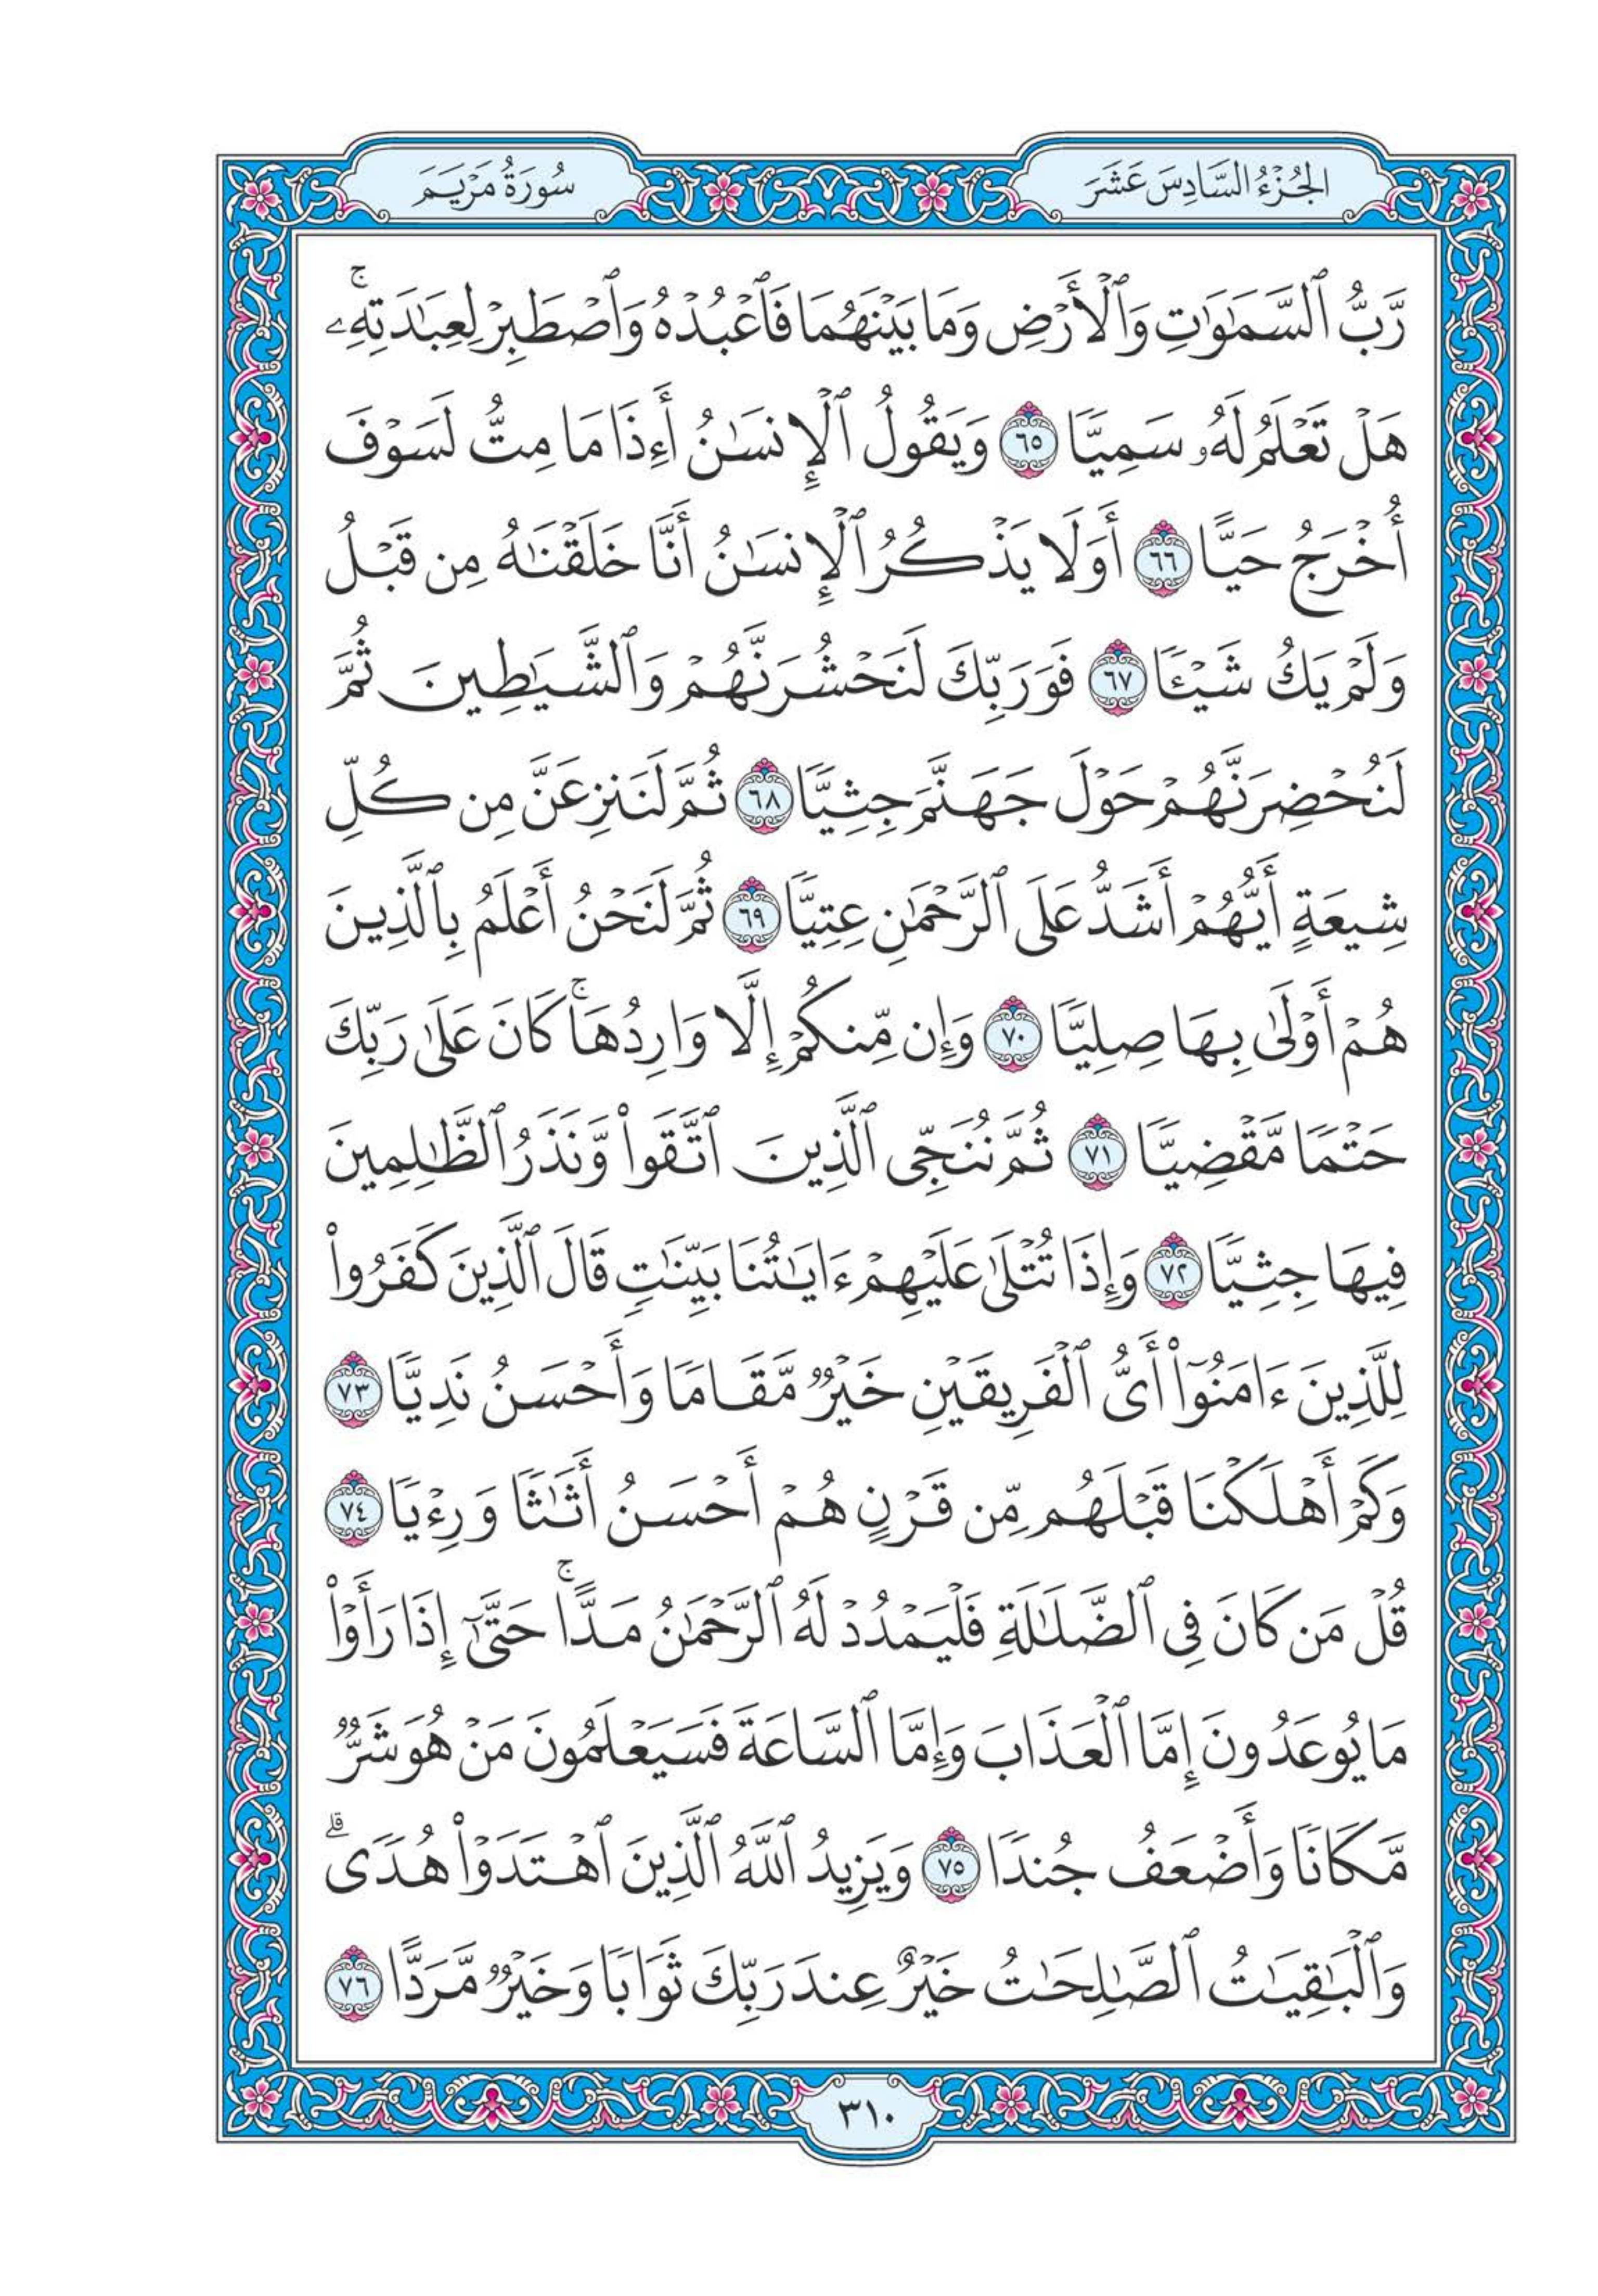 الجُزْءُ السَّادِسَ عَشَرَ
سُورَةُ مَرْيَمَ
رَّبُّ ٱلسَّمَٰوَٰتِ وَٱلْأَرْضِ وَمَا بَيْنَهُمَا فَٱعْبُدْهُ وَٱصْطَبِرْ لِعِبَٰدَتِهِۦۚ
هَلْ تَعْلَمُ لَهُۥ سَمِيًّا ٦٥ وَيَقُولُ ٱلْإِنسَٰنُ أَءِذَا مَا مِتُّ لَسَوْفَ
أُخْرَجُ حَيًّا ٦٦ أَوَلَا يَذْكُرُ ٱلْإِنسَٰنُ أَنَّا خَلَقْنَٰهُ مِن قَبْلُ
وَلَمْ يَكُ شَيْـًٔا ٦٧ فَوَرَبِّكَ لَنَحْشُرَنَّهُمْ وَٱلشَّيَٰطِينَ ثُمَّ
لَنُحْضِرَنَّهُمْ حَوْلَ جَهَنَّمَ جِثِيًّا ٦٨ ثُمَّ لَنَنزِعَنَّ مِن كُلِّ
شِيعَةٍ أَيُّهُمْ أَشَدُّ عَلَى ٱلرَّحْمَٰنِ عِتِيًّا ٦٩ ثُمَّ لَنَحْنُ أَعْلَمُ بِٱلَّذِينَ
هُمْ أَوْلَىٰ بِهَا صِلِيًّا ٧٠ وَإِن مِّنكُمْ إِلَّا وَارِدُهَاۚ كَانَ عَلَىٰ رَبِّكَ
حَتْمًا مَّقْضِيًّا ٧١ ثُمَّ نُنَجِّى ٱلَّذِينَ ٱتَّقَوا۟ وَّنَذَرُ ٱلظَّٰلِمِينَ
فِيهَا جِثِيًّا ٧٢ وَإِذَا تُتْلَىٰ عَلَيْهِمْ ءَايَٰتُنَا بَيِّنَٰتٍ قَالَ ٱلَّذِينَ كَفَرُوا۟
لِلَّذِينَ ءَامَنُوٓا۟ أَىُّ ٱلْفَرِيقَيْنِ خَيْرٌ مَّقَامًا وَأَحْسَنُ نَدِيًّا ٧٣
وَكَمْ أَهْلَكْنَا قَبْلَهُم مِّن قَرْنٍ هُمْ أَحْسَنُ أَثَٰثًا وَرِءْيًا ٧٤
قُلْ مَن كَانَ فِى ٱلضَّلَٰلَةِ فَلْيَمْدُدْ لَهُ ٱلرَّحْمَٰنُ مَدًّاۚ حَتَّىٰٓ إِذَا رَأَوْا۟
مَا يُوعَدُونَ إِمَّا ٱلْعَذَابَ وَإِمَّا ٱلسَّاعَةَ فَسَيَعْلَمُونَ مَنْ هُوَ شَرٌّ
مَّكَانًا وَأَضْعَفُ جُندًا ٧٥ وَيَزِيدُ ٱللَّهُ ٱلَّذِينَ ٱهْتَدَوْا۟ هُدًىۗ
وَٱلْبَٰقِيَٰتُ ٱلصَّٰلِحَٰتُ خَيْرٌ عِندَ رَبِّكَ ثَوَابًا وَخَيْرٌ مَّرَدًّا ٧٦
٣١٠